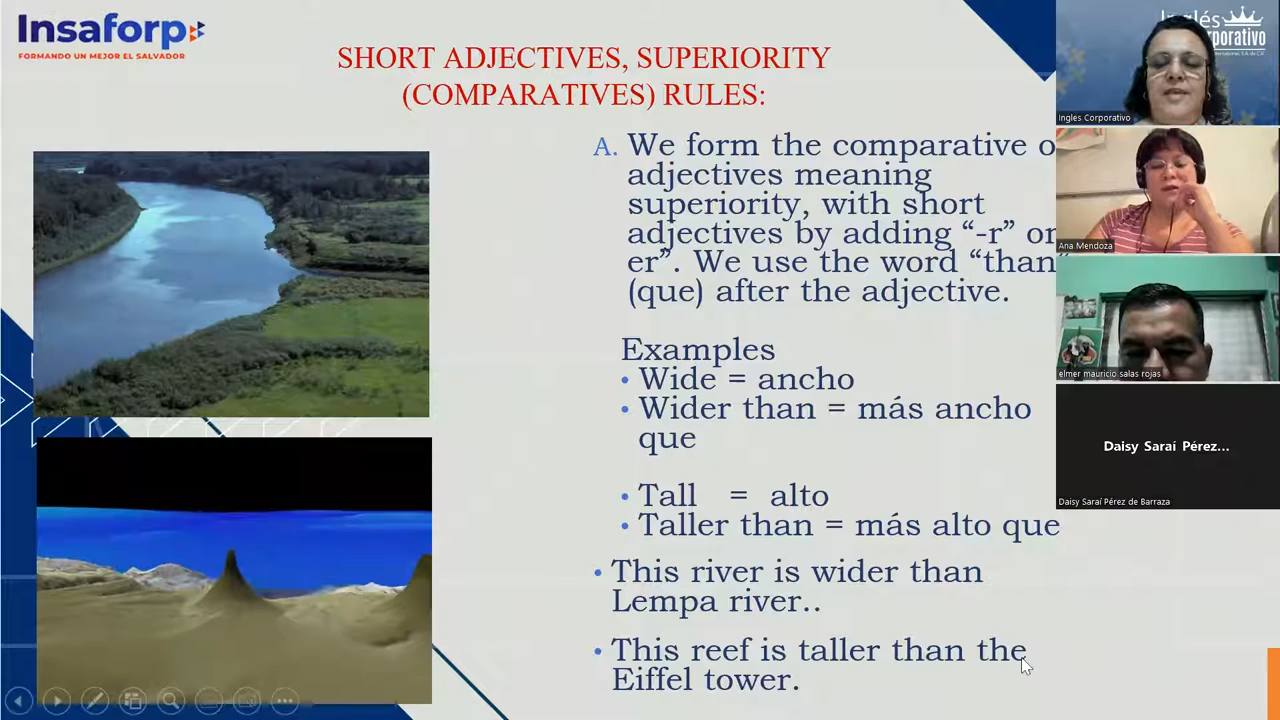 Insaforp
FORMANDO UN MEJOR EL SALVADOR
SHORT ADJECTIVES, SUPERIORITY
(COMPARATIVES) RULES:
A. We form the comparative o
adjectives meaning
superiority, with short
adjectives by adding “-r” or
er”. We use the word “than”
(que) after the adjective.
Examples
• Wide = ancho
• Wider than = más ancho
que
• Tall = alto
• Taller than = más alto que
• This river is wider than
Lempa river..
• This reef is taller than the
Eiffel tower.
Inglés
orporativo
Ingles Corporativo
Ana Mendoza
elmer mauricio salas rojas
Daisy Saraí Pérez...
Daisy Saraí Pérez de Barraza